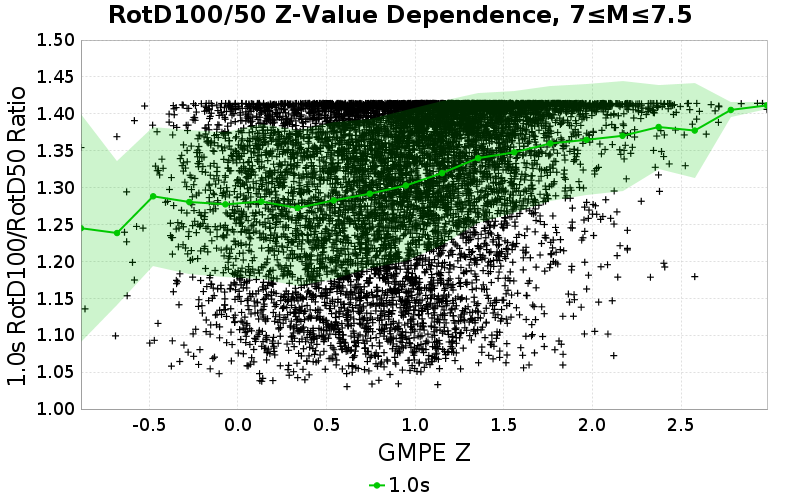 RotD100/50 Z-Value Dependence, 7≤M≤7.5
1.0s RotD100/RotD50 Ratio
1.50
1.45
1.40
1.35
1.30
1.25
1.20
1.15
1.10
1.05
1.00
-0.5 0.0 0.5 1.0 1.5 2.0 2.5
GMPE Z
1.0s